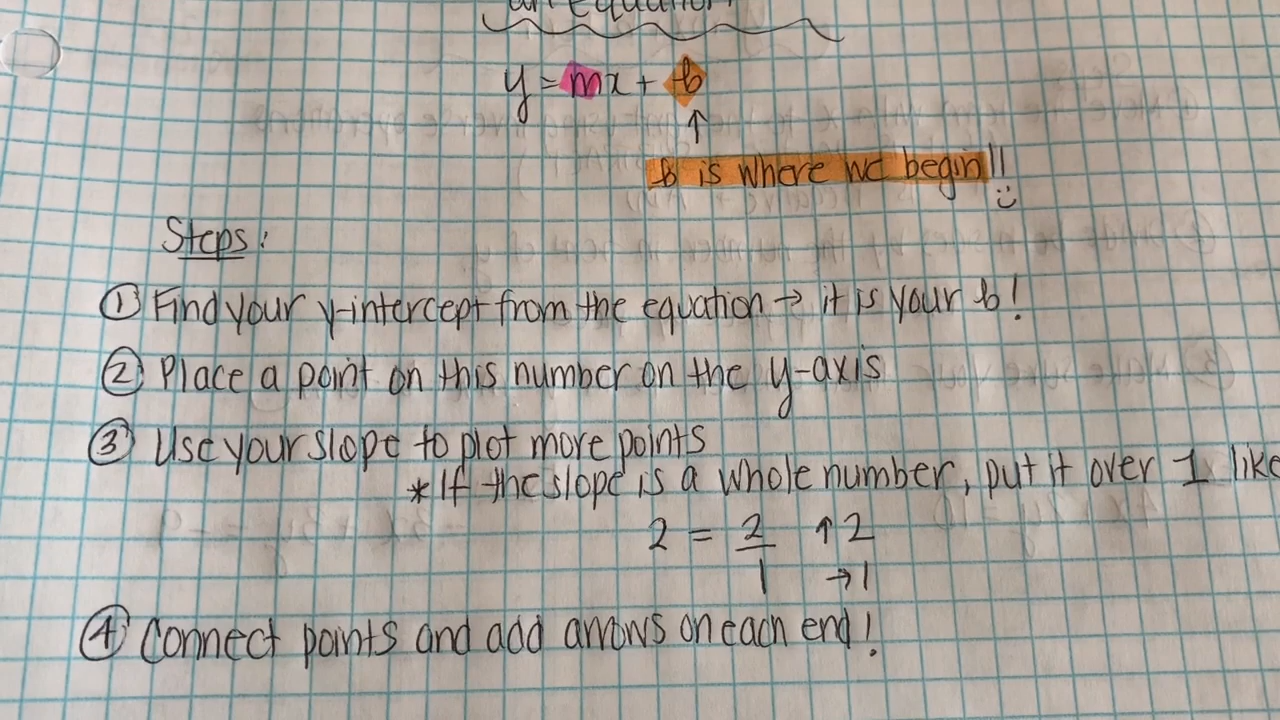 an Equation
y = mx + b
↑
b is where we begin!!
Steps:
① Find your y-intercept from the equation → it is your b!
② Place a point on this number on the y-axis
③ Use your slope to plot more points
*If the slope is a whole number, put it over 1 like
2 = 2/1 ↑2 →1
④ Connect points and add arrows on each end!